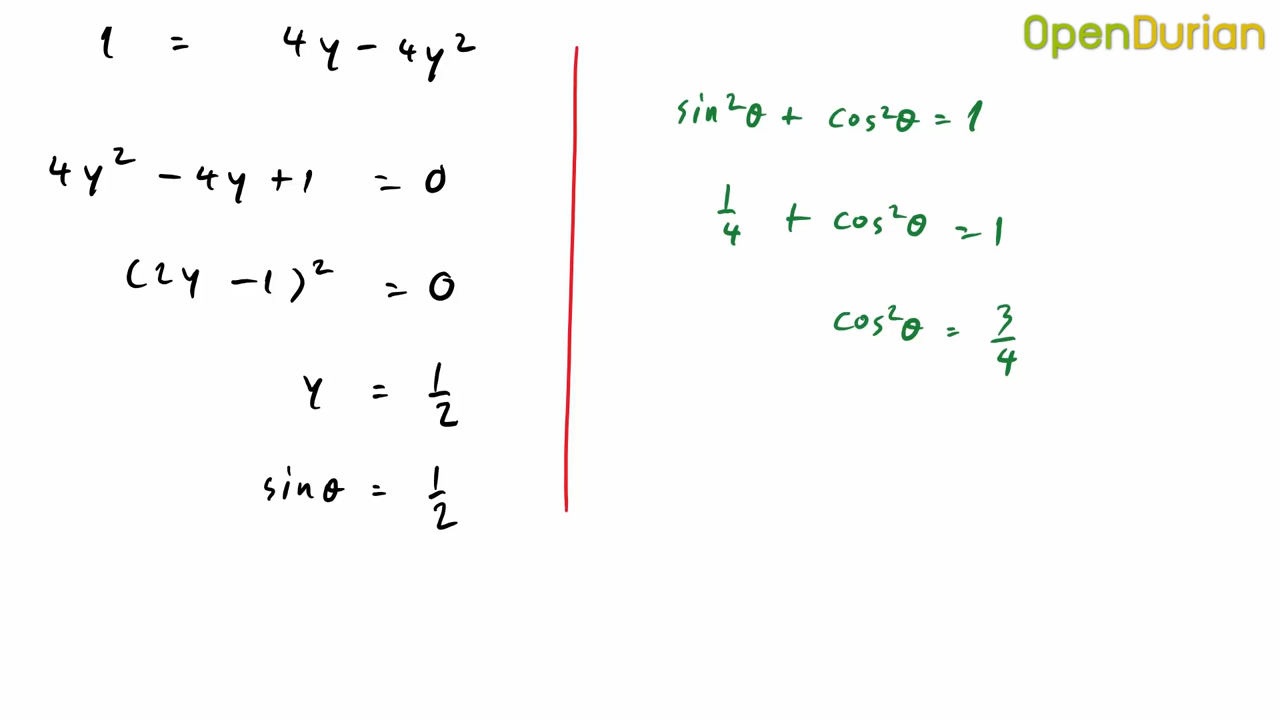 OpenDurian
1 = 4y - 4y²
4y² - 4y + 1 = 0
(2y - 1)² = 0
y = 1/2
sinθ = 1/2
sin²θ + cos²θ = 1
1/4 + cos²θ = 1
cos²θ = 3/4